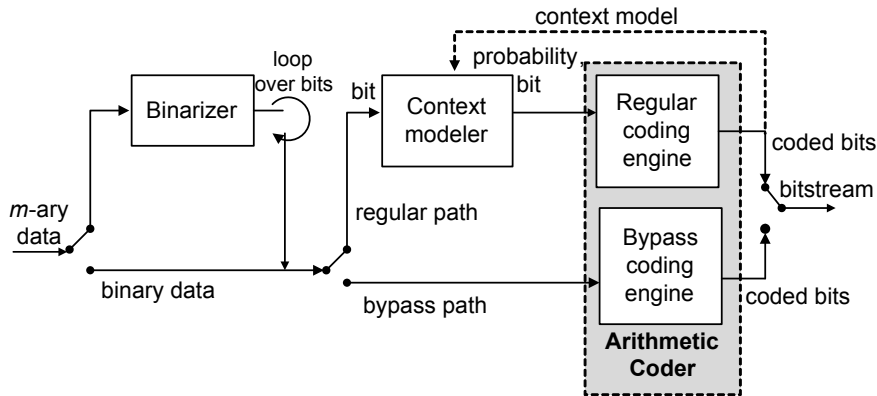 context model
loop
over bits
probability,
bit
bit
Binarizer
Context
modeler
Regular
coding
engine
coded bits
m-ary
data
regular path
bitstream
binary data
bypass path
Bypass
coding
engine
coded bits
Arithmetic
Coder